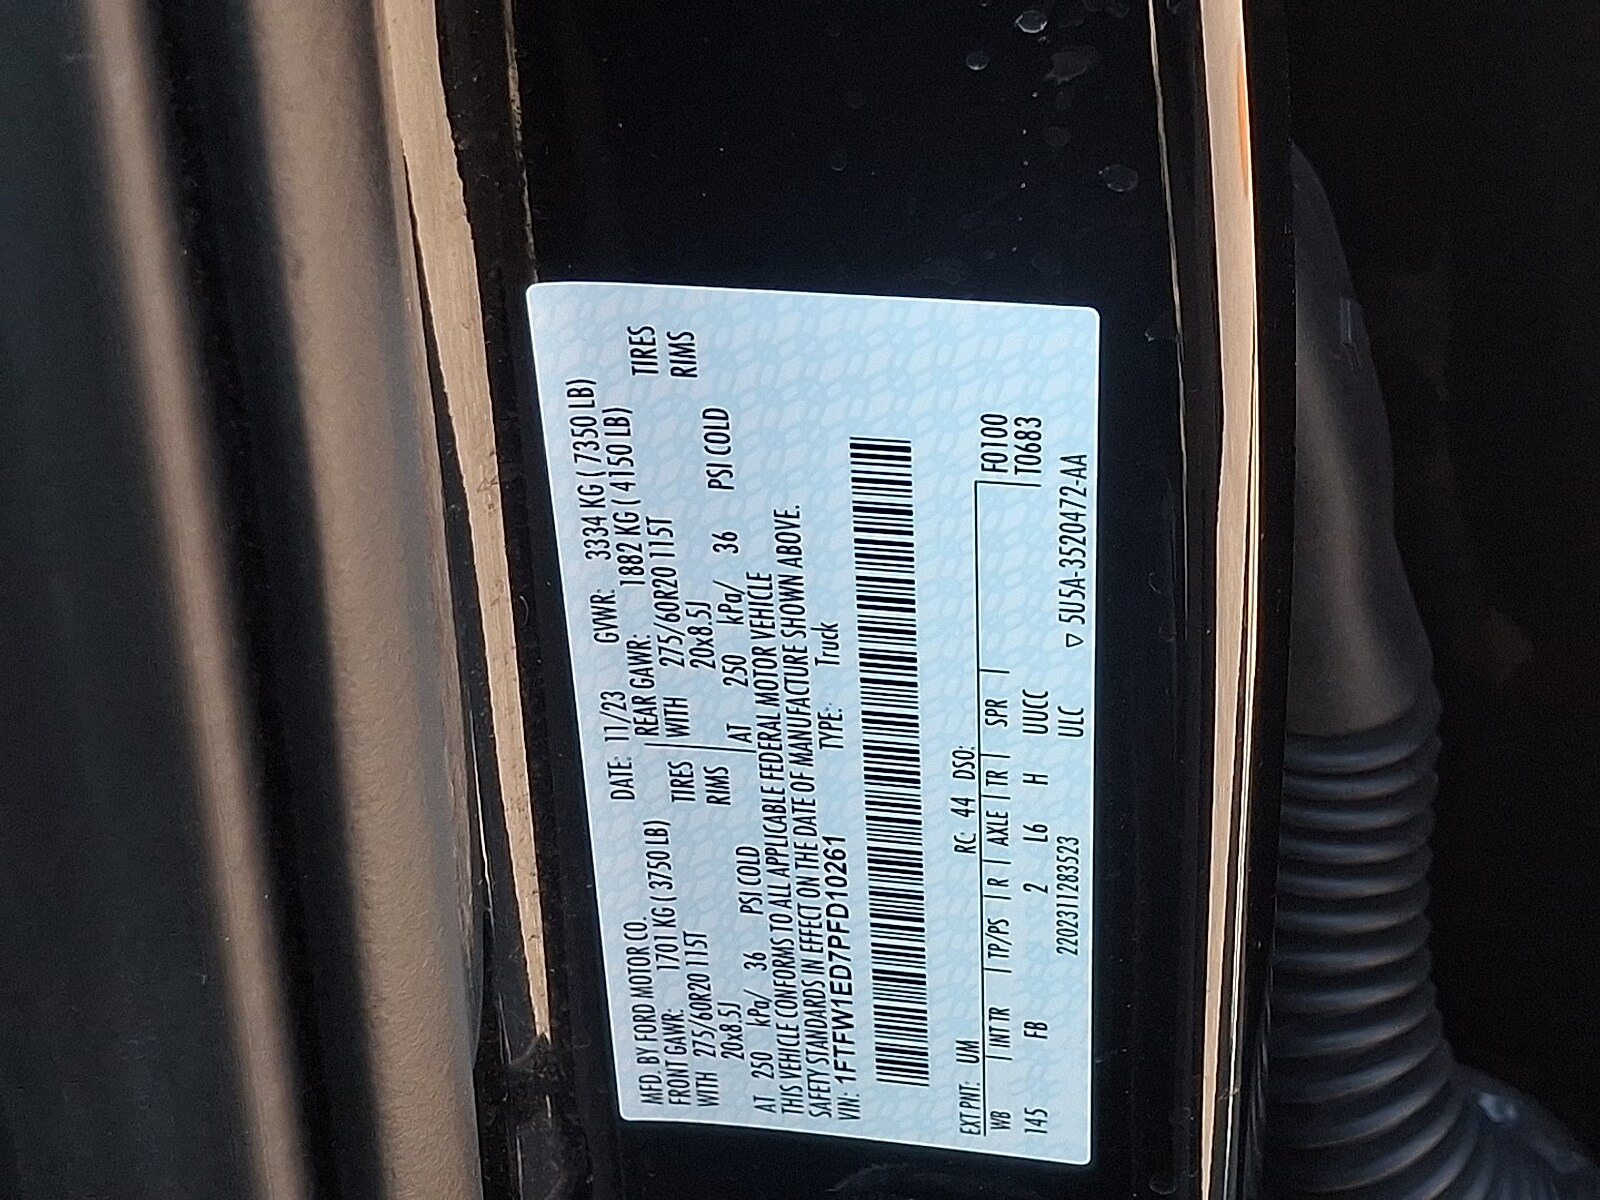 MFD. BY FORD MOTOR CO.
DATE: 11/23 GVWR: 3334 KG ( 7350 LB)
FRONT GAWR: 1701 KG ( 3750 LB) REAR GAWR: 1882 KG ( 4150 LB)
WITH 275/60R20 115T TIRES WITH 275/60R20 115T TIRES
20x8.5J RIMS 20x8.5J RIMS
AT 250 kPa/ 36 PSI COLD AT 250 kPa/ 36 PSI COLD
THIS VEHICLE CONFORMS TO ALL APPLICABLE FEDERAL MOTOR VEHICLE
SAFETY STANDARDS IN EFFECT ON THE DATE OF MANUFACTURE SHOWN ABOVE.
VIN: 1FTFW1ED7PFD10261 TYPE: Truck
EXT PNT: UM RC: 44 DSO: F0100
WB INT TR TP/PS R AXLE TR SPR T0683
145 FB 2 L6 H UUCC
2202311283523 ULC ▽ 5U5A-3520472-AA